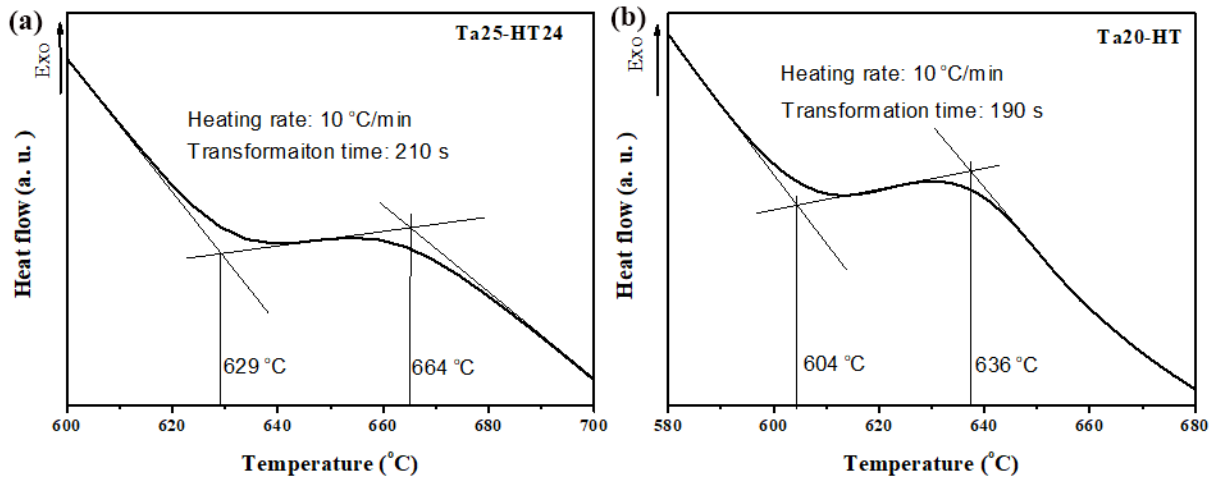 (a)
Exo
Ta25-HT24
Heating rate: 10 °C/min
Transformaiton time: 210 s
Heat flow (a. u.)
629 °C
664 °C
600 620 640 660 680 700
Temperature (°C)
(b)
Exo
Ta20-HT
Heating rate: 10 °C/min
Transformation time: 190 s
Heat flow (a. u.)
604 °C
636 °C
580 600 620 640 660 680
Temperature (°C)